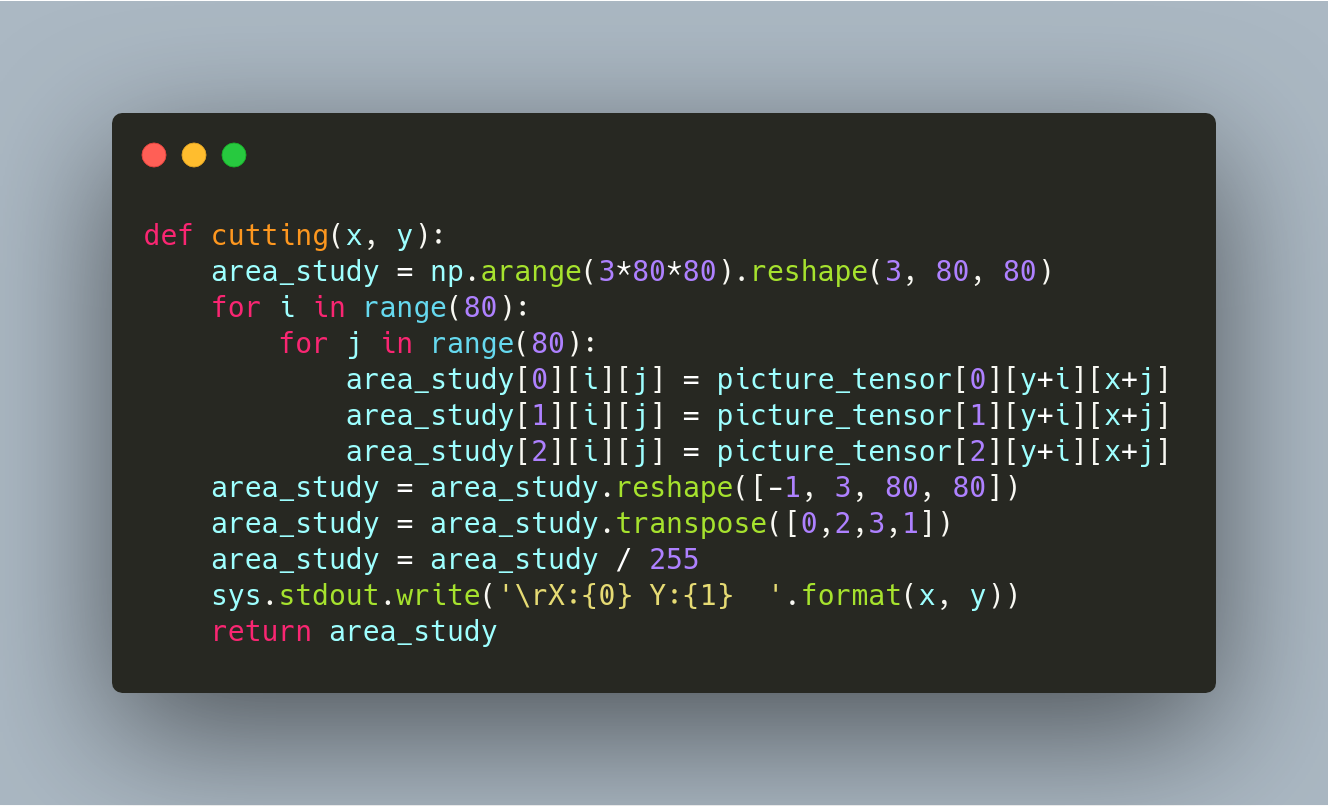 def cutting(x, y):
    area_study = np.arange(3*80*80).reshape(3, 80, 80)
    for i in range(80):
        for j in range(80):
            area_study[0][i][j] = picture_tensor[0][y+i][x+j]
            area_study[1][i][j] = picture_tensor[1][y+i][x+j]
            area_study[2][i][j] = picture_tensor[2][y+i][x+j]
    area_study = area_study.reshape([-1, 3, 80, 80])
    area_study = area_study.transpose([0,2,3,1])
    area_study = area_study / 255
    sys.stdout.write('\rX:{0} Y:{1}  '.format(x, y))
    return area_study